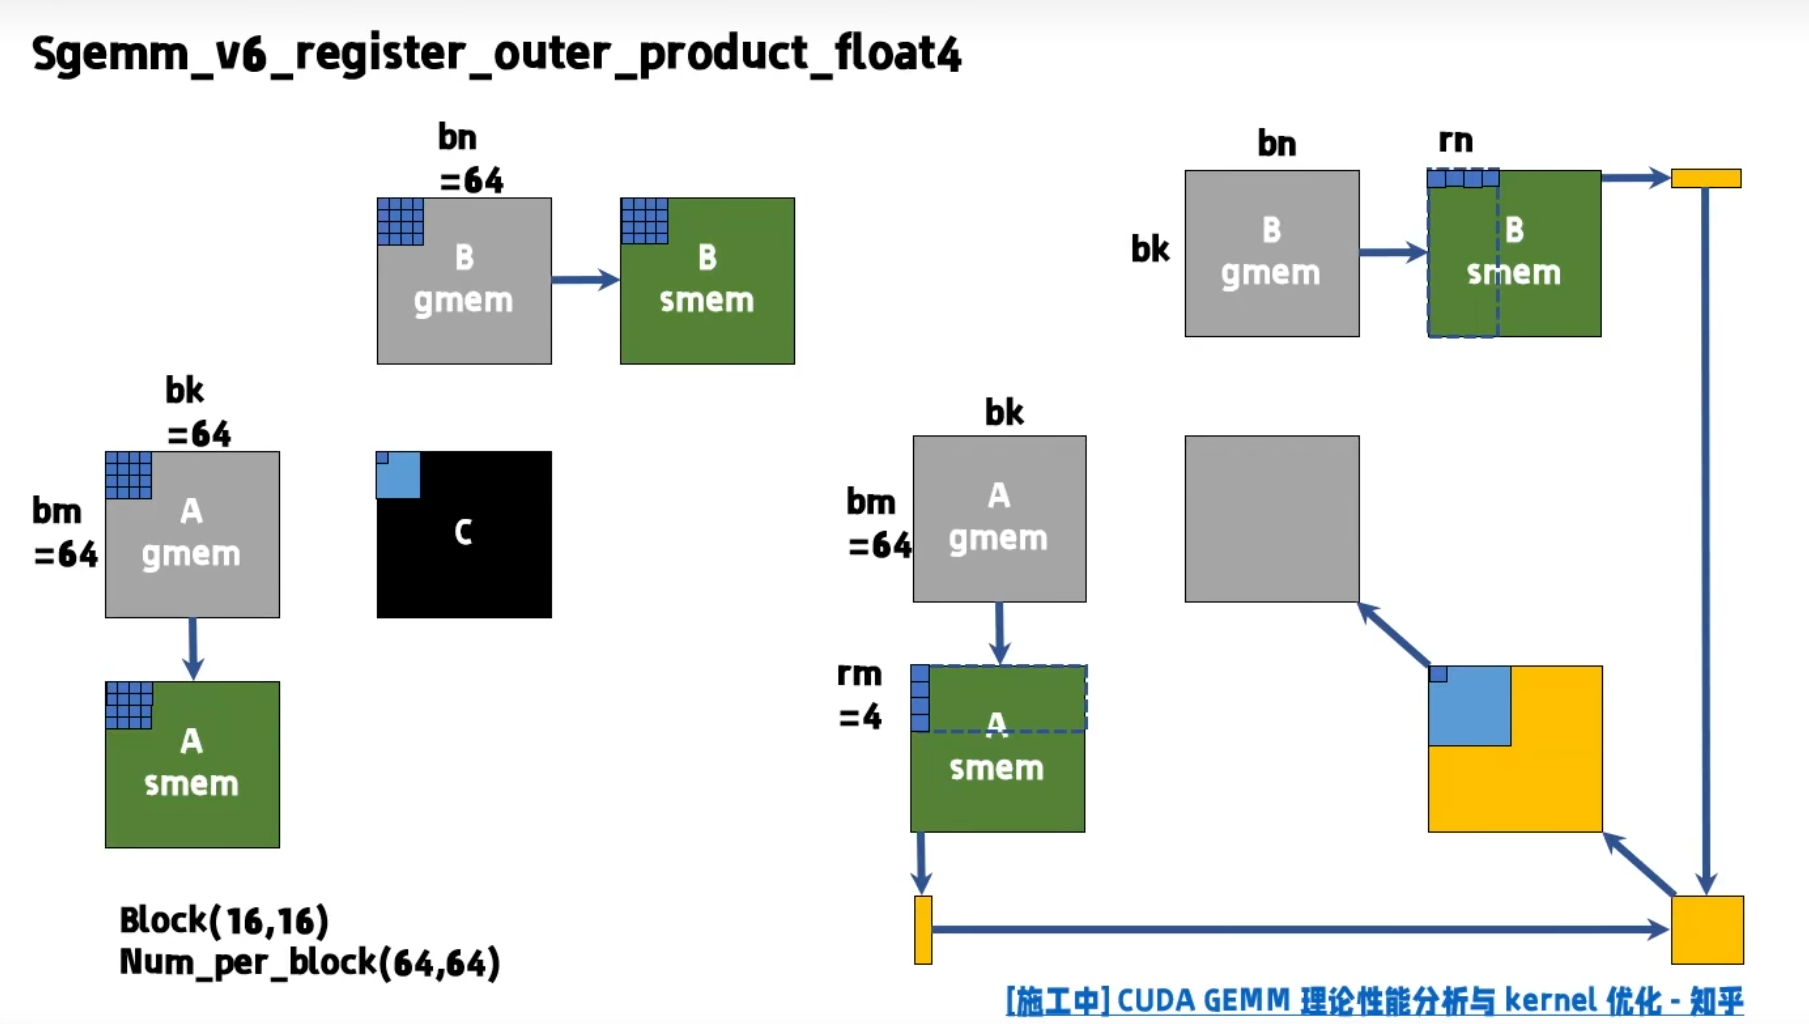 Sgemm_v6_register_outer_product_float4
bn
=64
B
gmem
B
smem
bk
=64
bm
=64
A
gmem
C
A
smem
Block(16,16)
Num_per_block(64,64)
bn
rn
bk
B
gmem
B
smem
bk
bm
=64
A
gmem
rm
=4
A
smem
[施工中] CUDA GEMM 理论性能分析与 kernel 优化 - 知乎